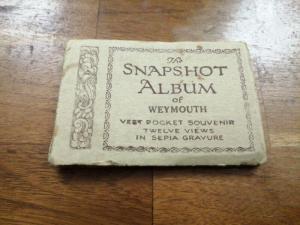 The
SNAPSHOT
ALBUM
of
WEYMOUTH
VEST POCKET SOUVENIR
TWELVE VIEWS
IN SEPIA GRAVURE